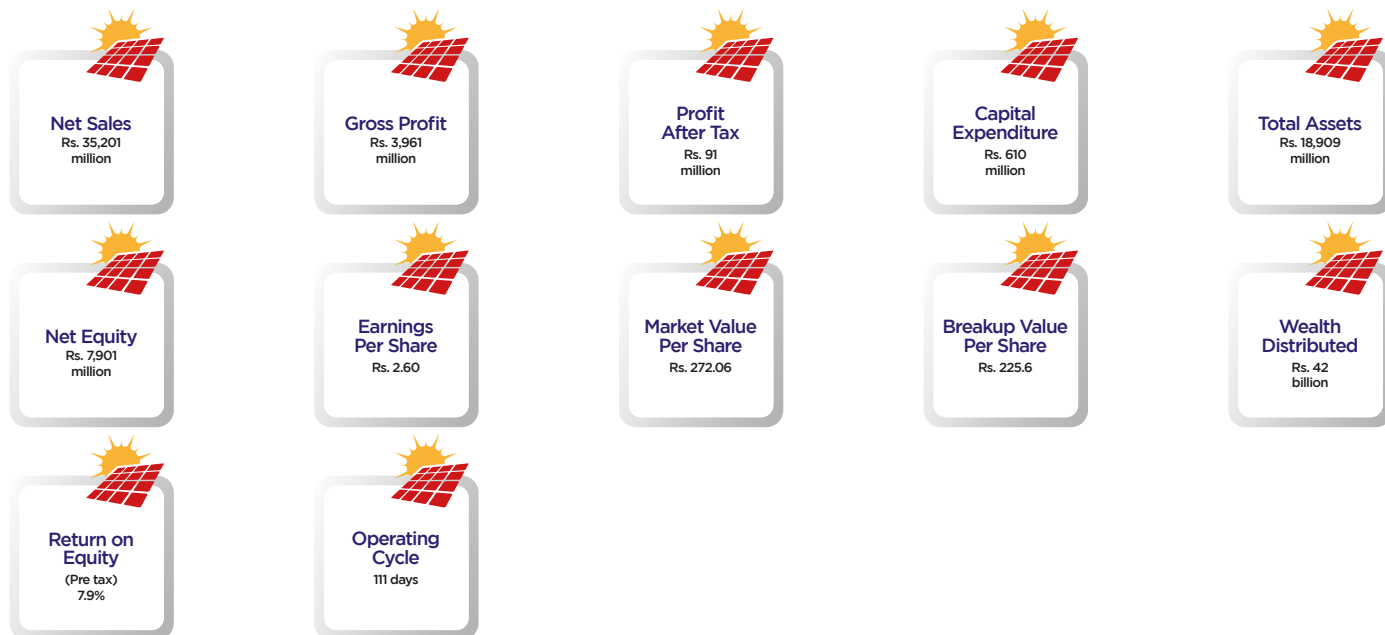 Net Sales
Rs. 35,201
million
Gross Profit
Rs. 3,961
million
Profit
After Tax
Rs. 91
million
Capital
Expenditure
Rs. 610
million
Total Assets
Rs. 18,909
million
Net Equity
Rs. 7,901
million
Earnings
Per Share
Rs. 2.60
Market Value
Per Share
Rs. 272.06
Breakup Value
Per Share
Rs. 225.6
Wealth
Distributed
Rs. 42
billion
Return on
Equity
(Pre tax)
7.9%
Operating
Cycle
111 days